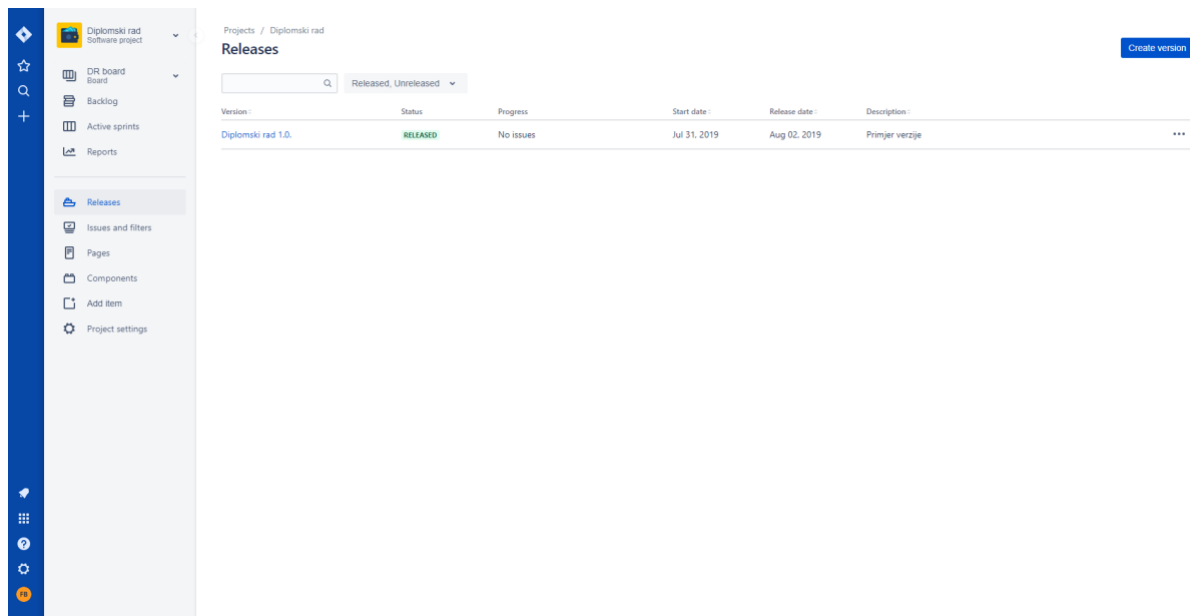 Diplomski rad
Software project
DR board
Board
Backlog
Active sprints
Reports
Releases
Issues and filters
Pages
Components
Add item
Project settings
FB
Projects / Diplomski rad
Releases
Create version
Released, Unreleased
Version Status Progress Start date Release date Description
Diplomski rad 1.0. RELEASED No issues Jul 31, 2019 Aug 02, 2019 Primjer verzije